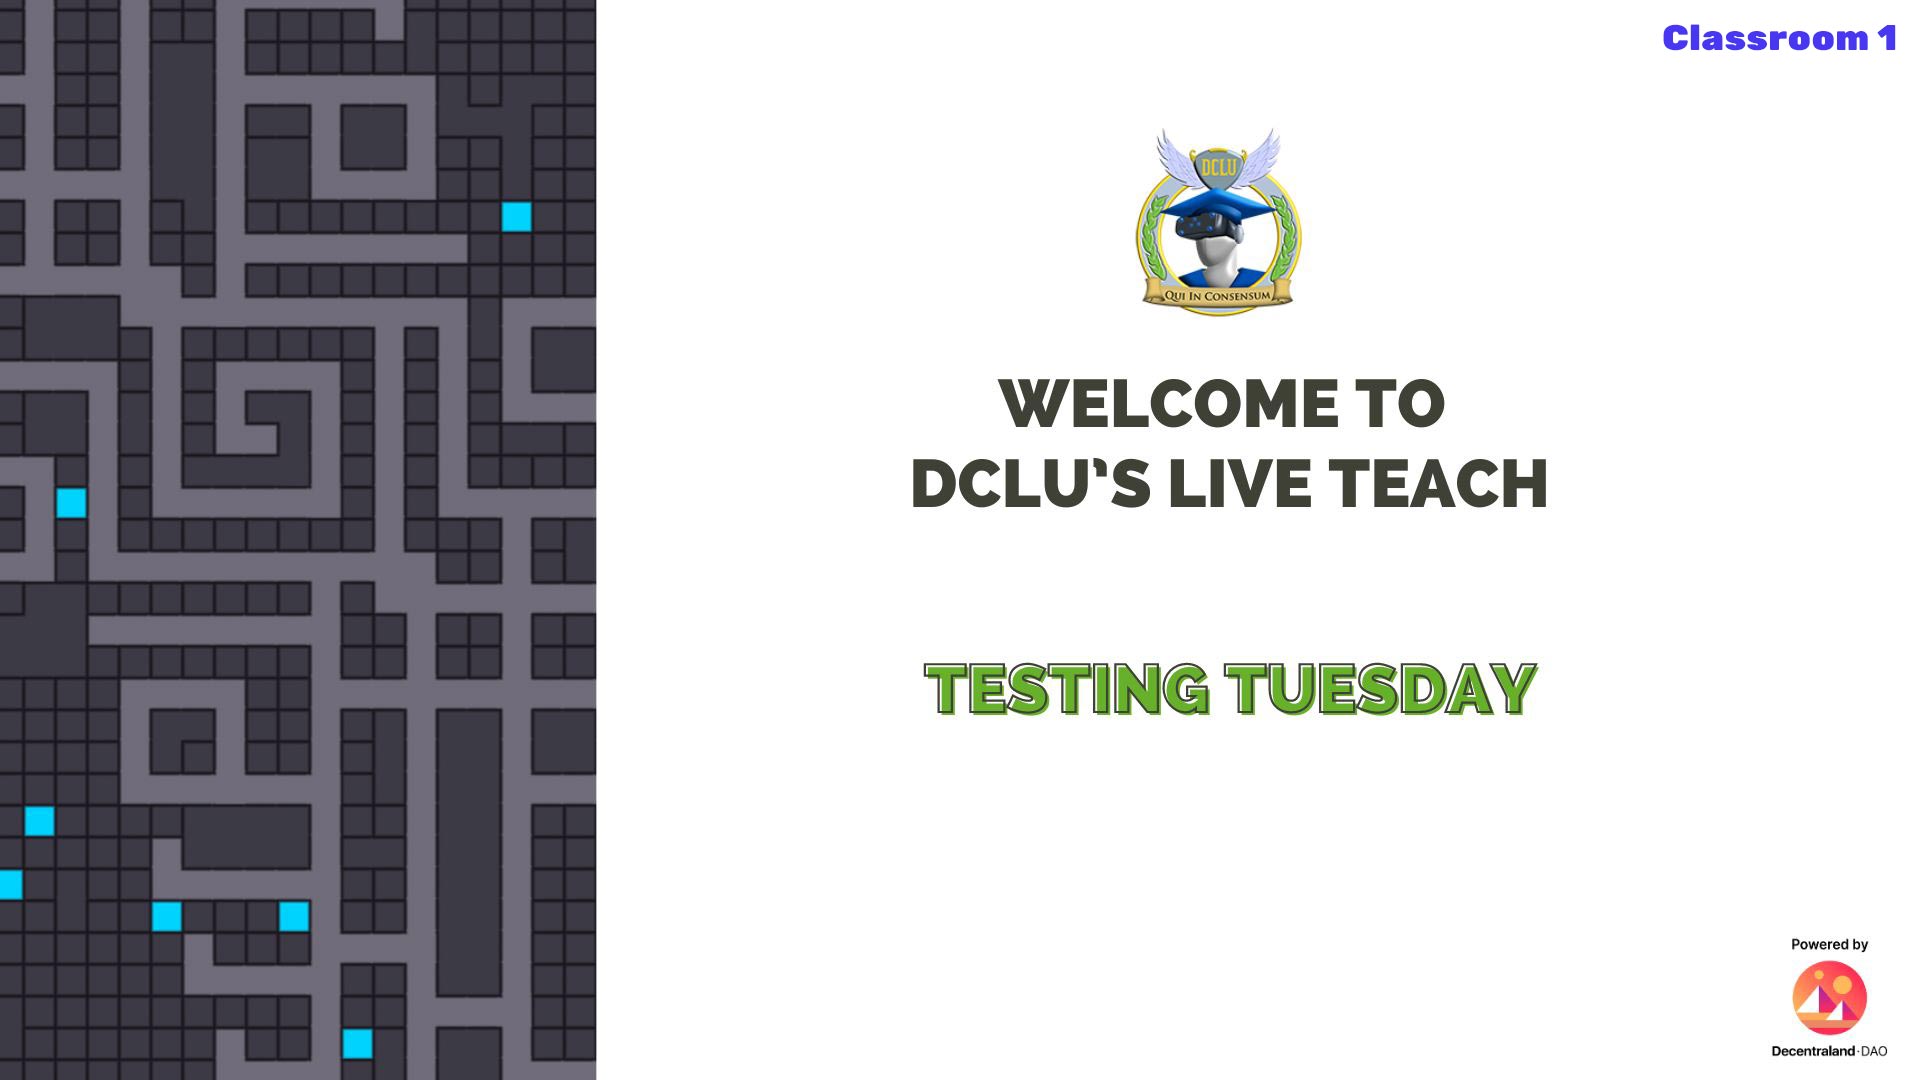 Classroom 1
DCLU
QUI IN CONSENSUM
WELCOME TO
DCLU'S LIVE TEACH
TESTING TUESDAY
Powered by
Decentraland·DAO